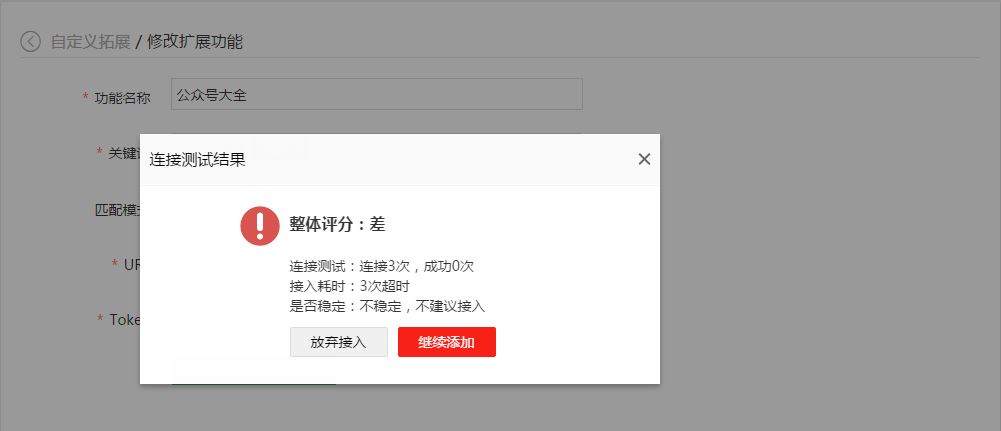 自定义拓展 / 修改扩展功能
* 功能名称 公众号大全
* 关键
连接测试结果
匹配模
整体评分：差
* UR
连接测试：连接3次，成功0次
接入耗时：3次超时
是否稳定：不稳定，不建议接入
* Toke
放弃接入 继续添加